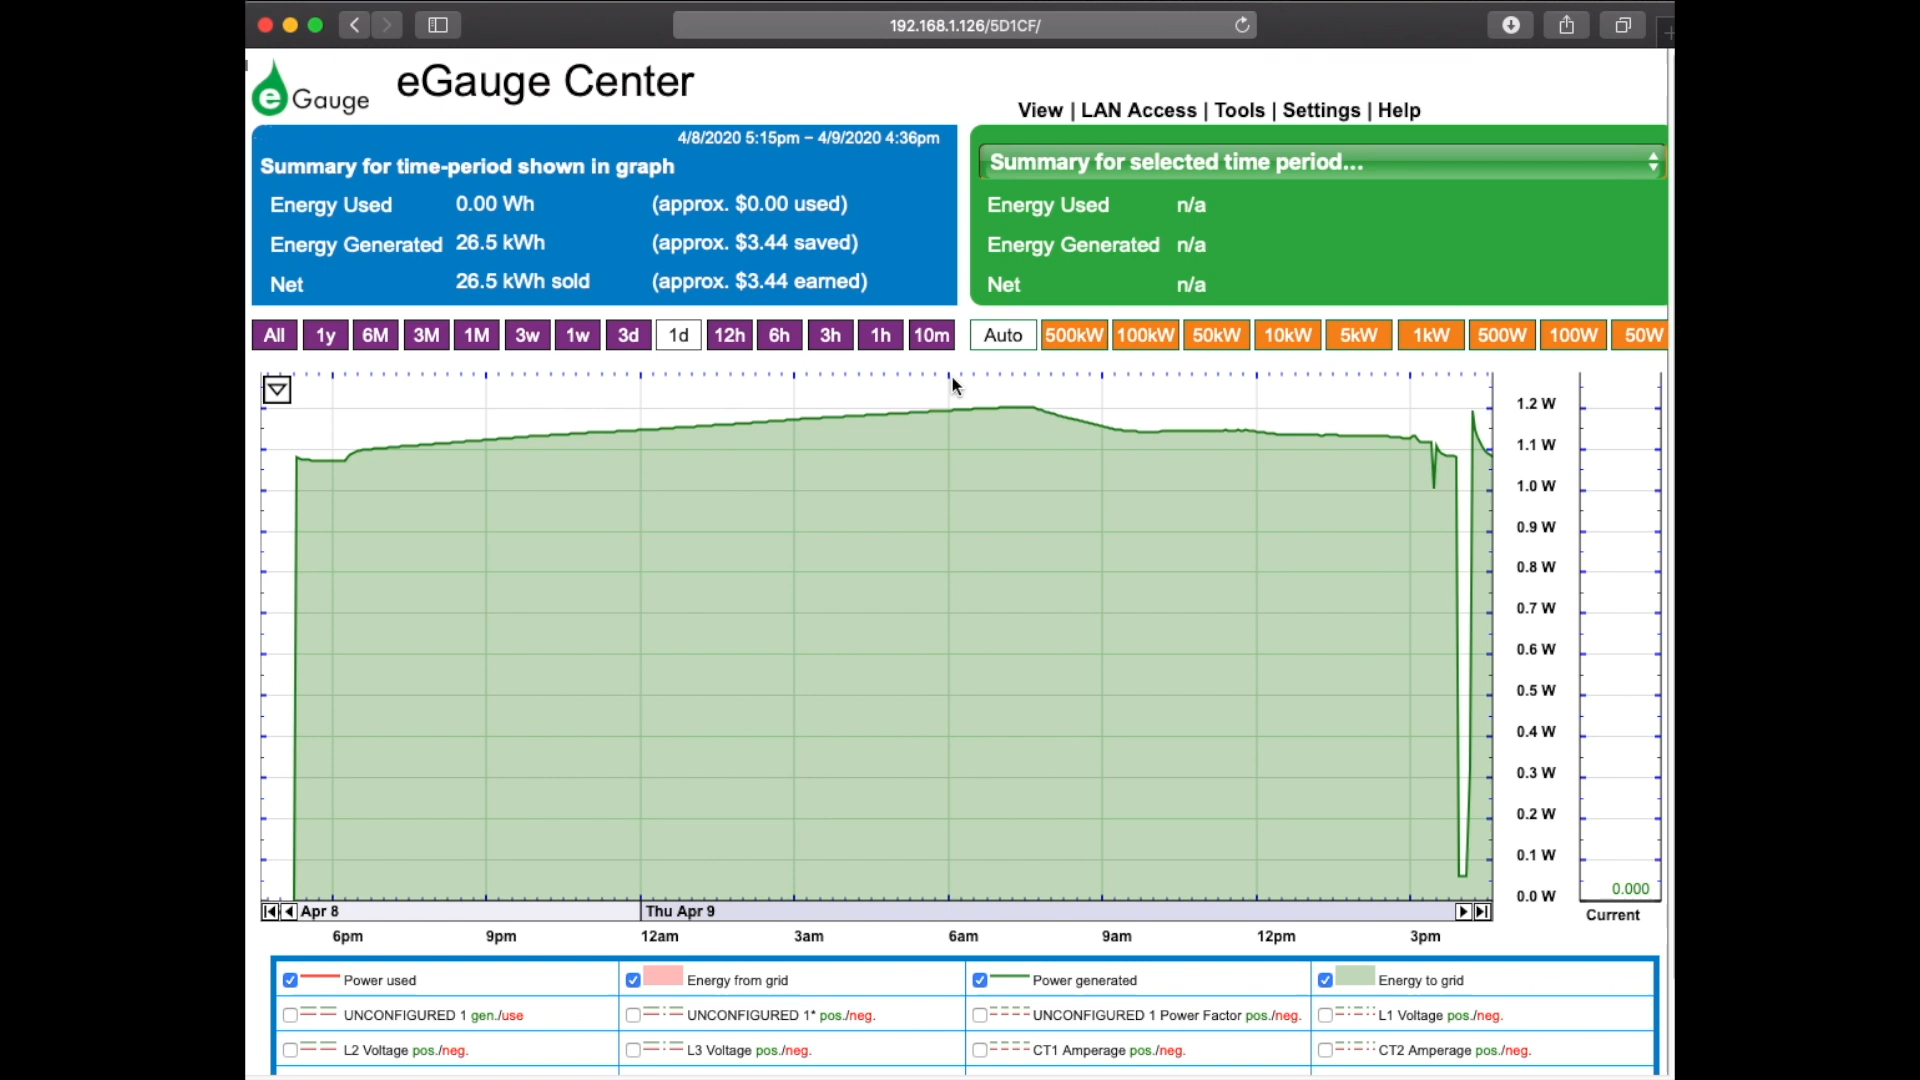 192.168.1.126/5D1CF/
e Gauge
eGauge Center
View | LAN Access | Tools | Settings | Help
4/8/2020 5:15pm – 4/9/2020 4:36pm
Summary for time-period shown in graph
Energy Used 0.00 Wh (approx. $0.00 used)
Energy Generated 26.5 kWh (approx. $3.44 saved)
Net 26.5 kWh sold (approx. $3.44 earned)
Summary for selected time period...
Energy Used n/a
Energy Generated n/a
Net n/a
All 1y 6M 3M 1M 3w 1w 3d 1d 12h 6h 3h 1h 10m
Auto 500kW 100kW 50kW 10kW 5kW 1kW 500W 100W 50W
1.2 W
1.1 W
1.0 W
0.9 W
0.8 W
0.7 W
0.6 W
0.5 W
0.4 W
0.3 W
0.2 W
0.1 W
0.0 W
0.000
Current
Apr 8 Thu Apr 9
6pm 9pm 12am 3am 6am 9am 12pm 3pm
Power used Energy from grid Power generated Energy to grid
UNCONFIGURED 1 gen./use UNCONFIGURED 1* pos./neg. UNCONFIGURED 1 Power Factor pos./neg. L1 Voltage pos./neg.
L2 Voltage pos./neg. L3 Voltage pos./neg. CT1 Amperage pos./neg. CT2 Amperage pos./neg.